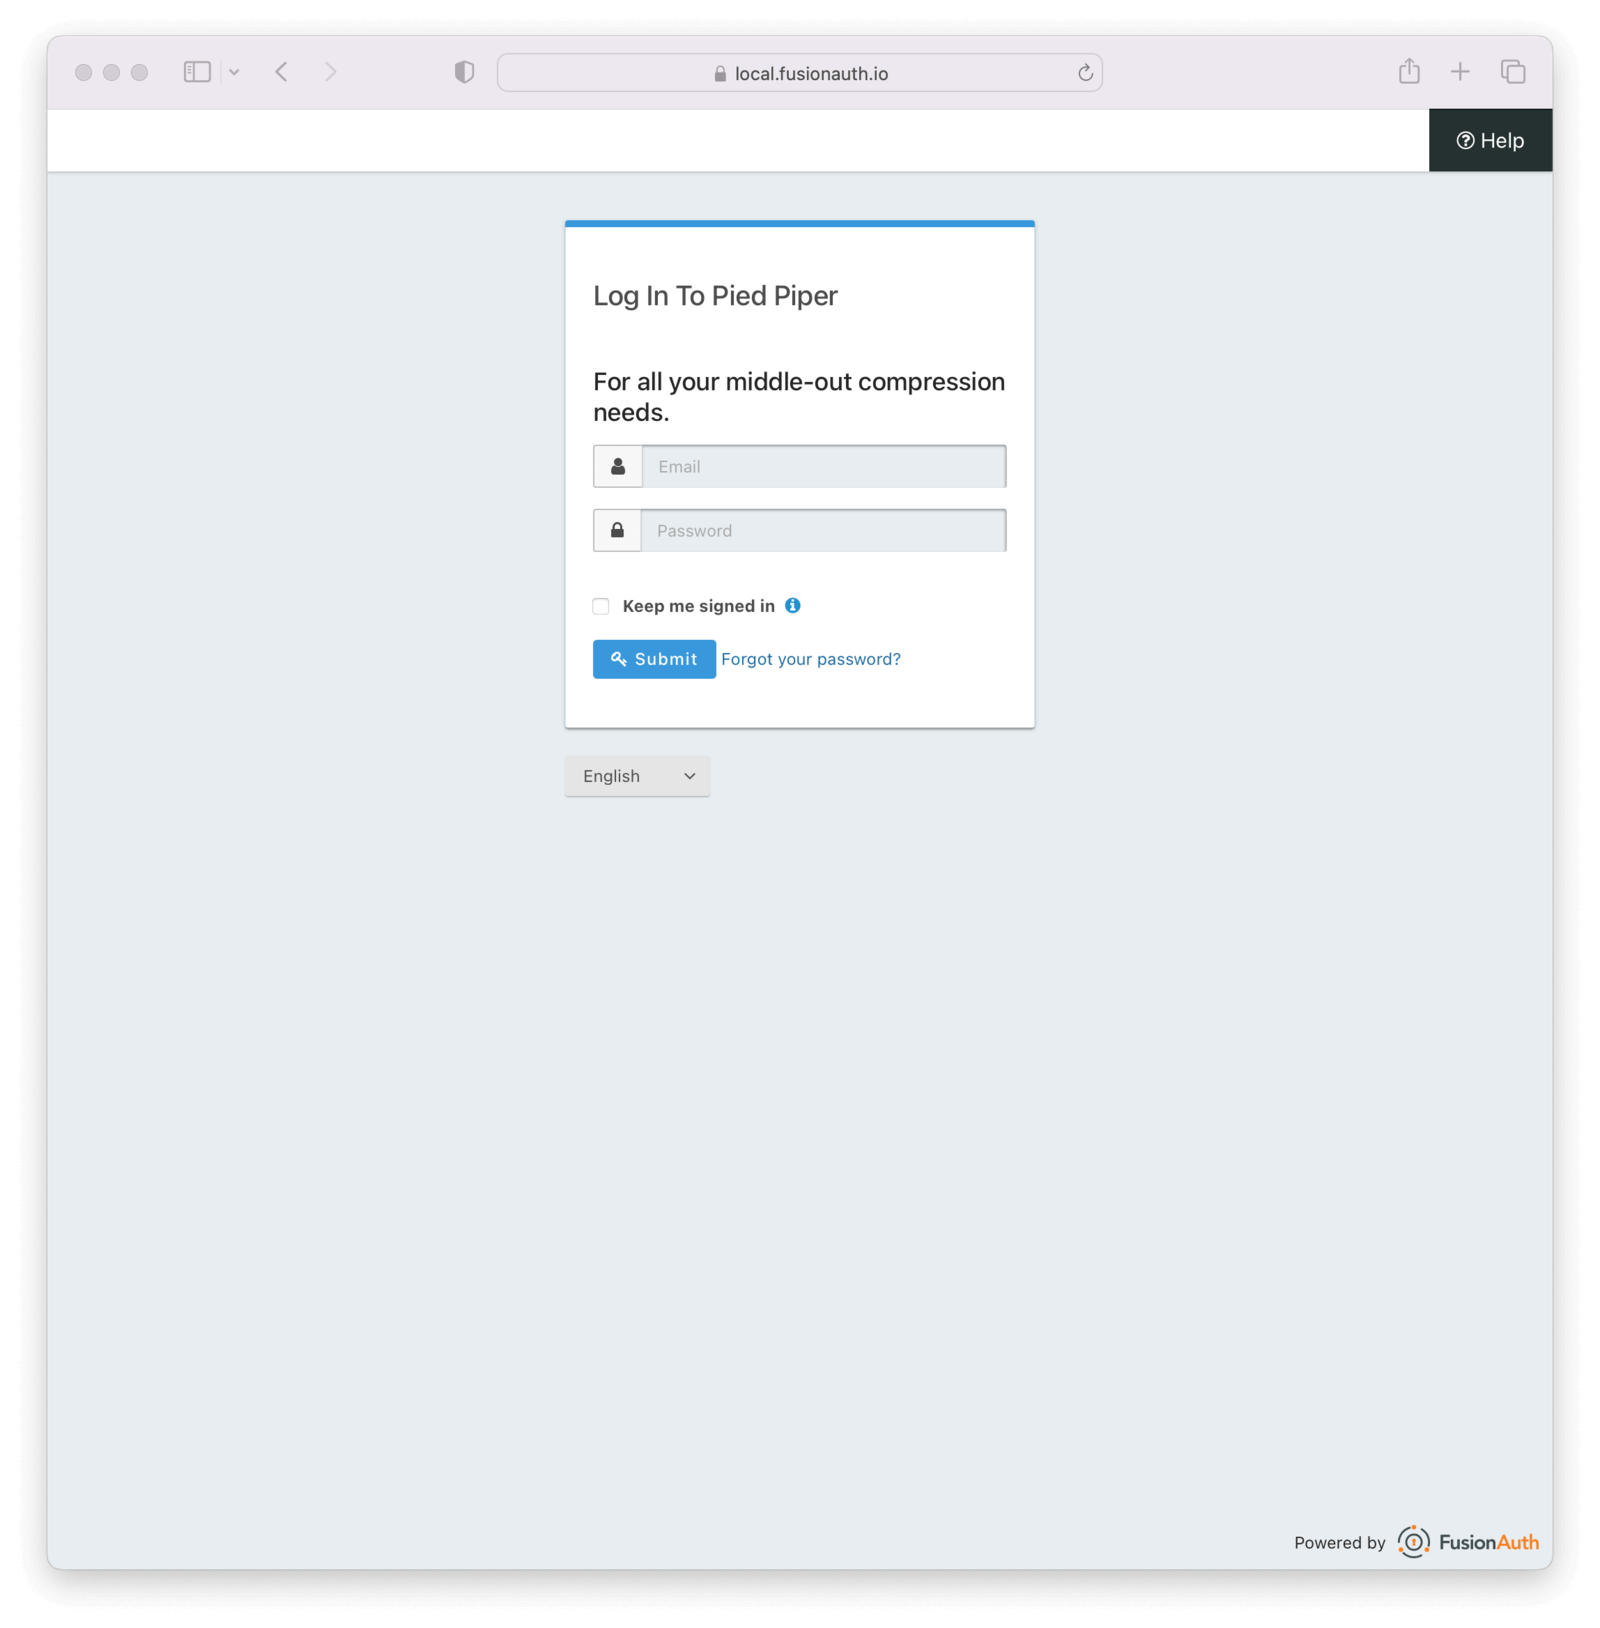 local.fusionauth.io
Help
Log In To Pied Piper
For all your middle-out compression
needs.
Email
Password
Keep me signed in
Submit Forgot your password?
English
Powered by FusionAuth